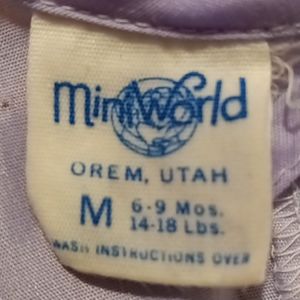 miniworld
OREM, UTAH
M 6-9 Mos.
14-18 Lbs.
WASH INSTRUCTIONS OVER